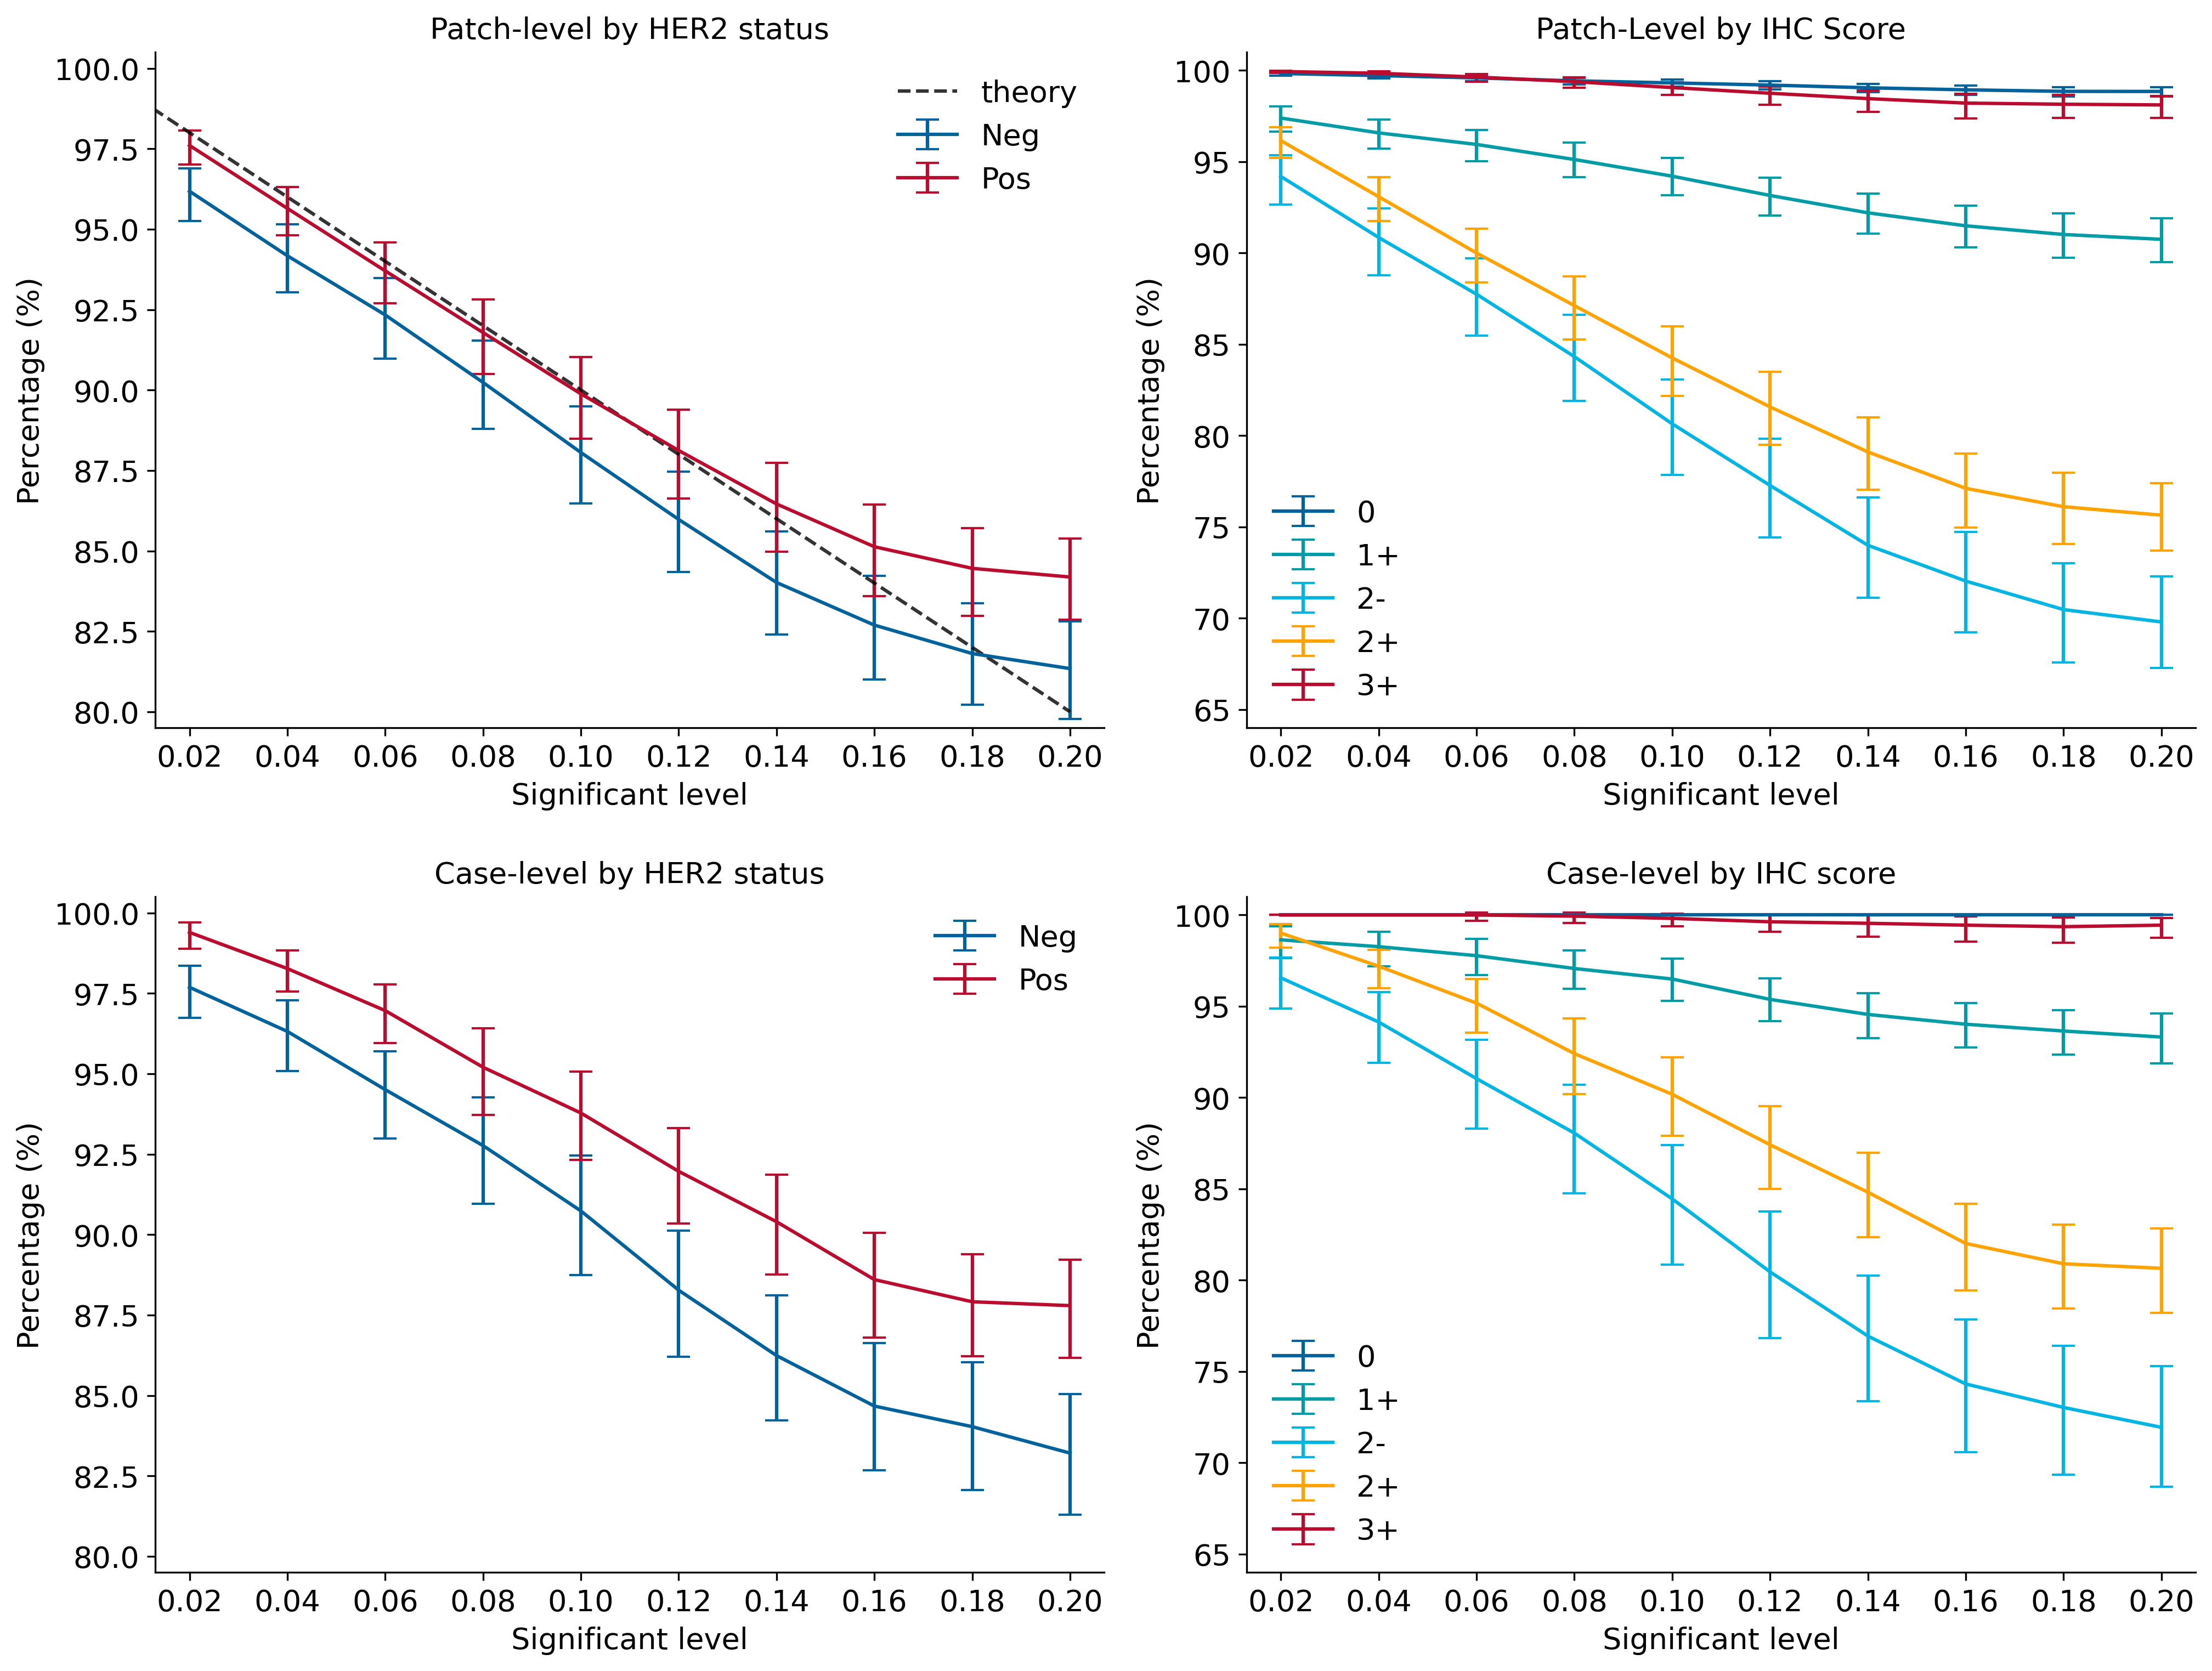 Patch-level by HER2 status
100.0
97.5
95.0
92.5
90.0
87.5
85.0
82.5
80.0
Percentage (%)
theory
Neg
Pos
0.02 0.04 0.06 0.08 0.10 0.12 0.14 0.16 0.18 0.20
Significant level
Patch-Level by IHC Score
100
95
90
85
80
75
70
65
Percentage (%)
0
1+
2-
2+
3+
0.02 0.04 0.06 0.08 0.10 0.12 0.14 0.16 0.18 0.20
Significant level
Case-level by HER2 status
100.0
97.5
95.0
92.5
90.0
87.5
85.0
82.5
80.0
Percentage (%)
Neg
Pos
0.02 0.04 0.06 0.08 0.10 0.12 0.14 0.16 0.18 0.20
Significant level
Case-level by IHC score
100
95
90
85
80
75
70
65
Percentage (%)
0
1+
2-
2+
3+
0.02 0.04 0.06 0.08 0.10 0.12 0.14 0.16 0.18 0.20
Significant level